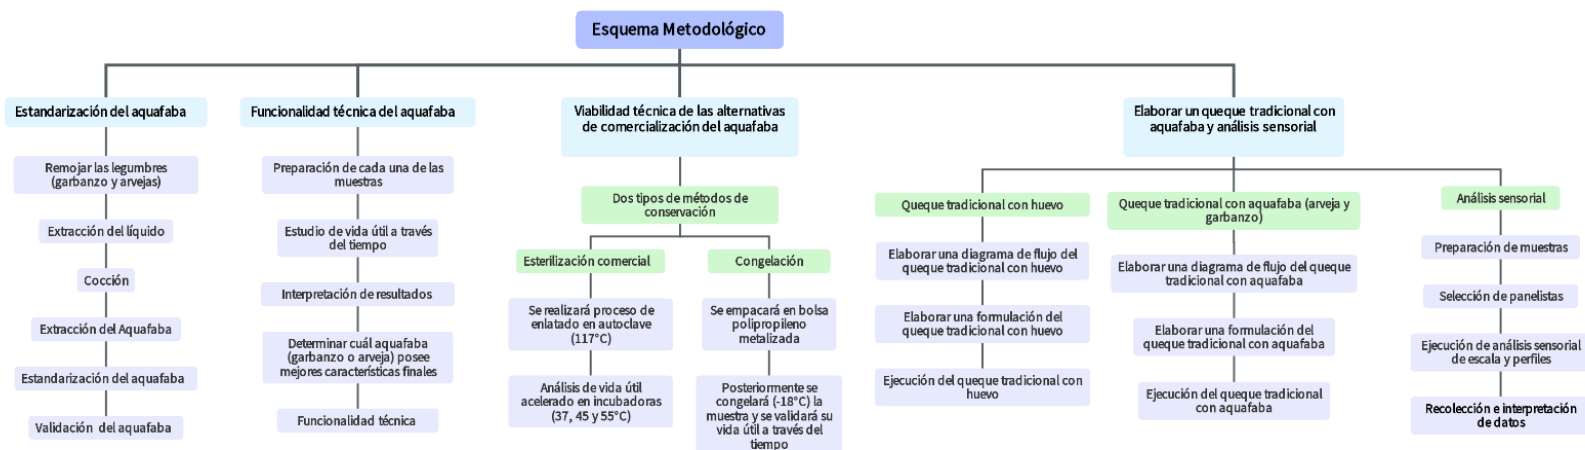 Esquema Metodológico
Estandarización del aquafaba
Remojar las legumbres
(garbanzo y arvejas)
Extracción del líquido
Cocción
Extracción del Aquafaba
Estandarización del aquafaba
Validación del aquafaba
Funcionalidad técnica del aquafaba
Preparación de cada una de las
muestras
Estudio de vida útil a través
del tiempo
Interpretación de resultados
Determinar cuál aquafaba
(garbanzo o arveja) posee
mejores características finales
Funcionalidad técnica
Viabilidad técnica de las alternativas
de comercialización del aquafaba
Dos tipos de métodos de
conservación
Esterilización comercial
Se realizará proceso de
enlatado en autoclave
(117°C)
Análisis de vida útil
acelerado en incubadoras
(37, 45 y 55°C)
Congelación
Se empacará en bolsa
polipropileno
metalizada
Posteriormente se
congelará (-18°C) la
muestra y se validará su
vida útil a través del
tiempo
Elaborar un queque tradicional con
aquafaba y análisis sensorial
Queque tradicional con huevo
Elaborar una diagrama de flujo del
queque tradicional con huevo
Elaborar una formulación del
queque tradicional con huevo
Ejecución del queque tradicional con
huevo
Queque tradicional con aquafaba (arveja y
garbanzo)
Elaborar una diagrama de flujo del queque
tradicional con aquafaba
Elaborar una formulación del
queque tradicional con aquafaba
Ejecución del queque tradicional
con aquafaba
Análisis sensorial
Preparación de muestras
Selección de panelistas
Ejecución de análisis sensorial
de escala y perfiles
Recolección e interpretación
de datos